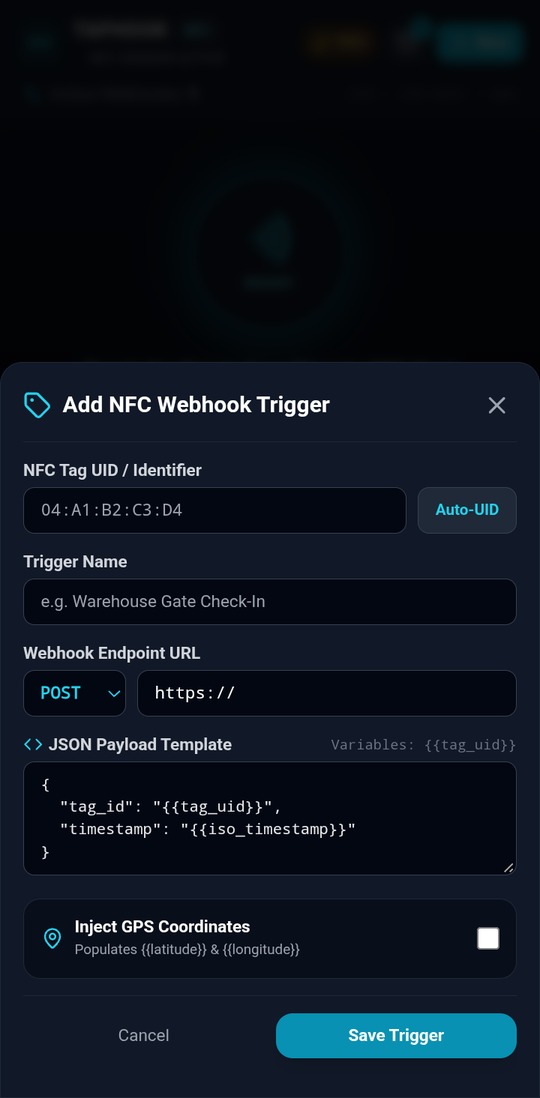 Add NFC Webhook Trigger
NFC Tag UID / Identifier
04:A1:B2:C3:D4
Auto-UID
Trigger Name
e.g. Warehouse Gate Check-In
Webhook Endpoint URL
POST
https://
JSON Payload Template
Variables: {{tag_uid}}
{
  "tag_id": "{{tag_uid}}",
  "timestamp": "{{iso_timestamp}}"
}
Inject GPS Coordinates
Populates {{latitude}} & {{longitude}}
Cancel
Save Trigger